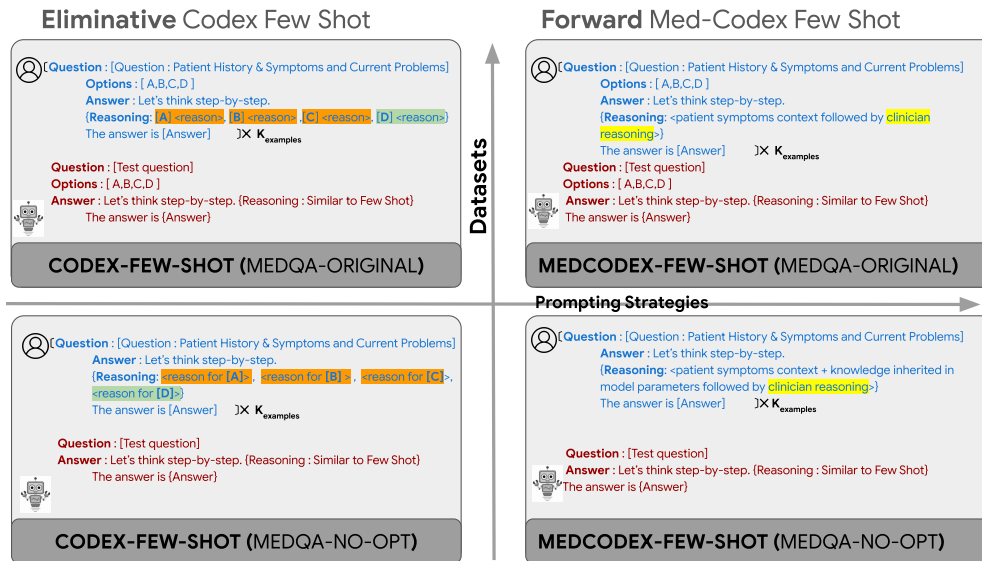 Eliminative Codex Few Shot
[Question : [Question : Patient History & Symptoms and Current Problems]
Options : [ A,B,C,D ]
Answer : Let's think step-by-step.
{Reasoning: [A] <reason>, [B] <reason> ,[C] <reason>, [D] <reason>}
The answer is [Answer] ]× K examples
Question : [Test question]
Options : [ A,B,C,D ]
Answer : Let's think step-by-step. {Reasoning : Similar to Few Shot}
The answer is {Answer}
CODEX-FEW-SHOT (MEDQA-ORIGINAL)
Forward Med-Codex Few Shot
[Question : [Question : Patient History & Symptoms and Current Problems]
Options : [ A,B,C,D ]
Answer : Let's think step-by-step.
{Reasoning: <patient symptoms context followed by clinician
reasoning>}
The answer is [Answer] ]× K examples
Question : [Test question]
Options : [ A,B,C,D ]
Answer : Let's think step-by-step. {Reasoning : Similar to Few Shot}
The answer is {Answer}
MEDCODEX-FEW-SHOT (MEDQA-ORIGINAL)
Datasets
Prompting Strategies
[Question : [Question : Patient History & Symptoms and Current Problems]
Answer : Let's think step-by-step.
{Reasoning: <reason for [A]> , <reason for [B] > , <reason for [C]>,
<reason for [D]>}
The answer is [Answer] ]× K examples
Question : [Test question]
Answer : Let's think step-by-step. {Reasoning : Similar to Few Shot}
The answer is {Answer}
CODEX-FEW-SHOT (MEDQA-NO-OPT)
[Question : [Question : Patient History & Symptoms and Current Problems]
Answer : Let's think step-by-step.
{Reasoning: <patient symptoms context + knowledge inherited in
model parameters followed by clinician reasoning>}
The answer is [Answer] ]× K examples
Question : [Test question]
Answer : Let's think step-by-step. {Reasoning : Similar to Few Shot}
The answer is {Answer}
MEDCODEX-FEW-SHOT (MEDQA-NO-OPT)